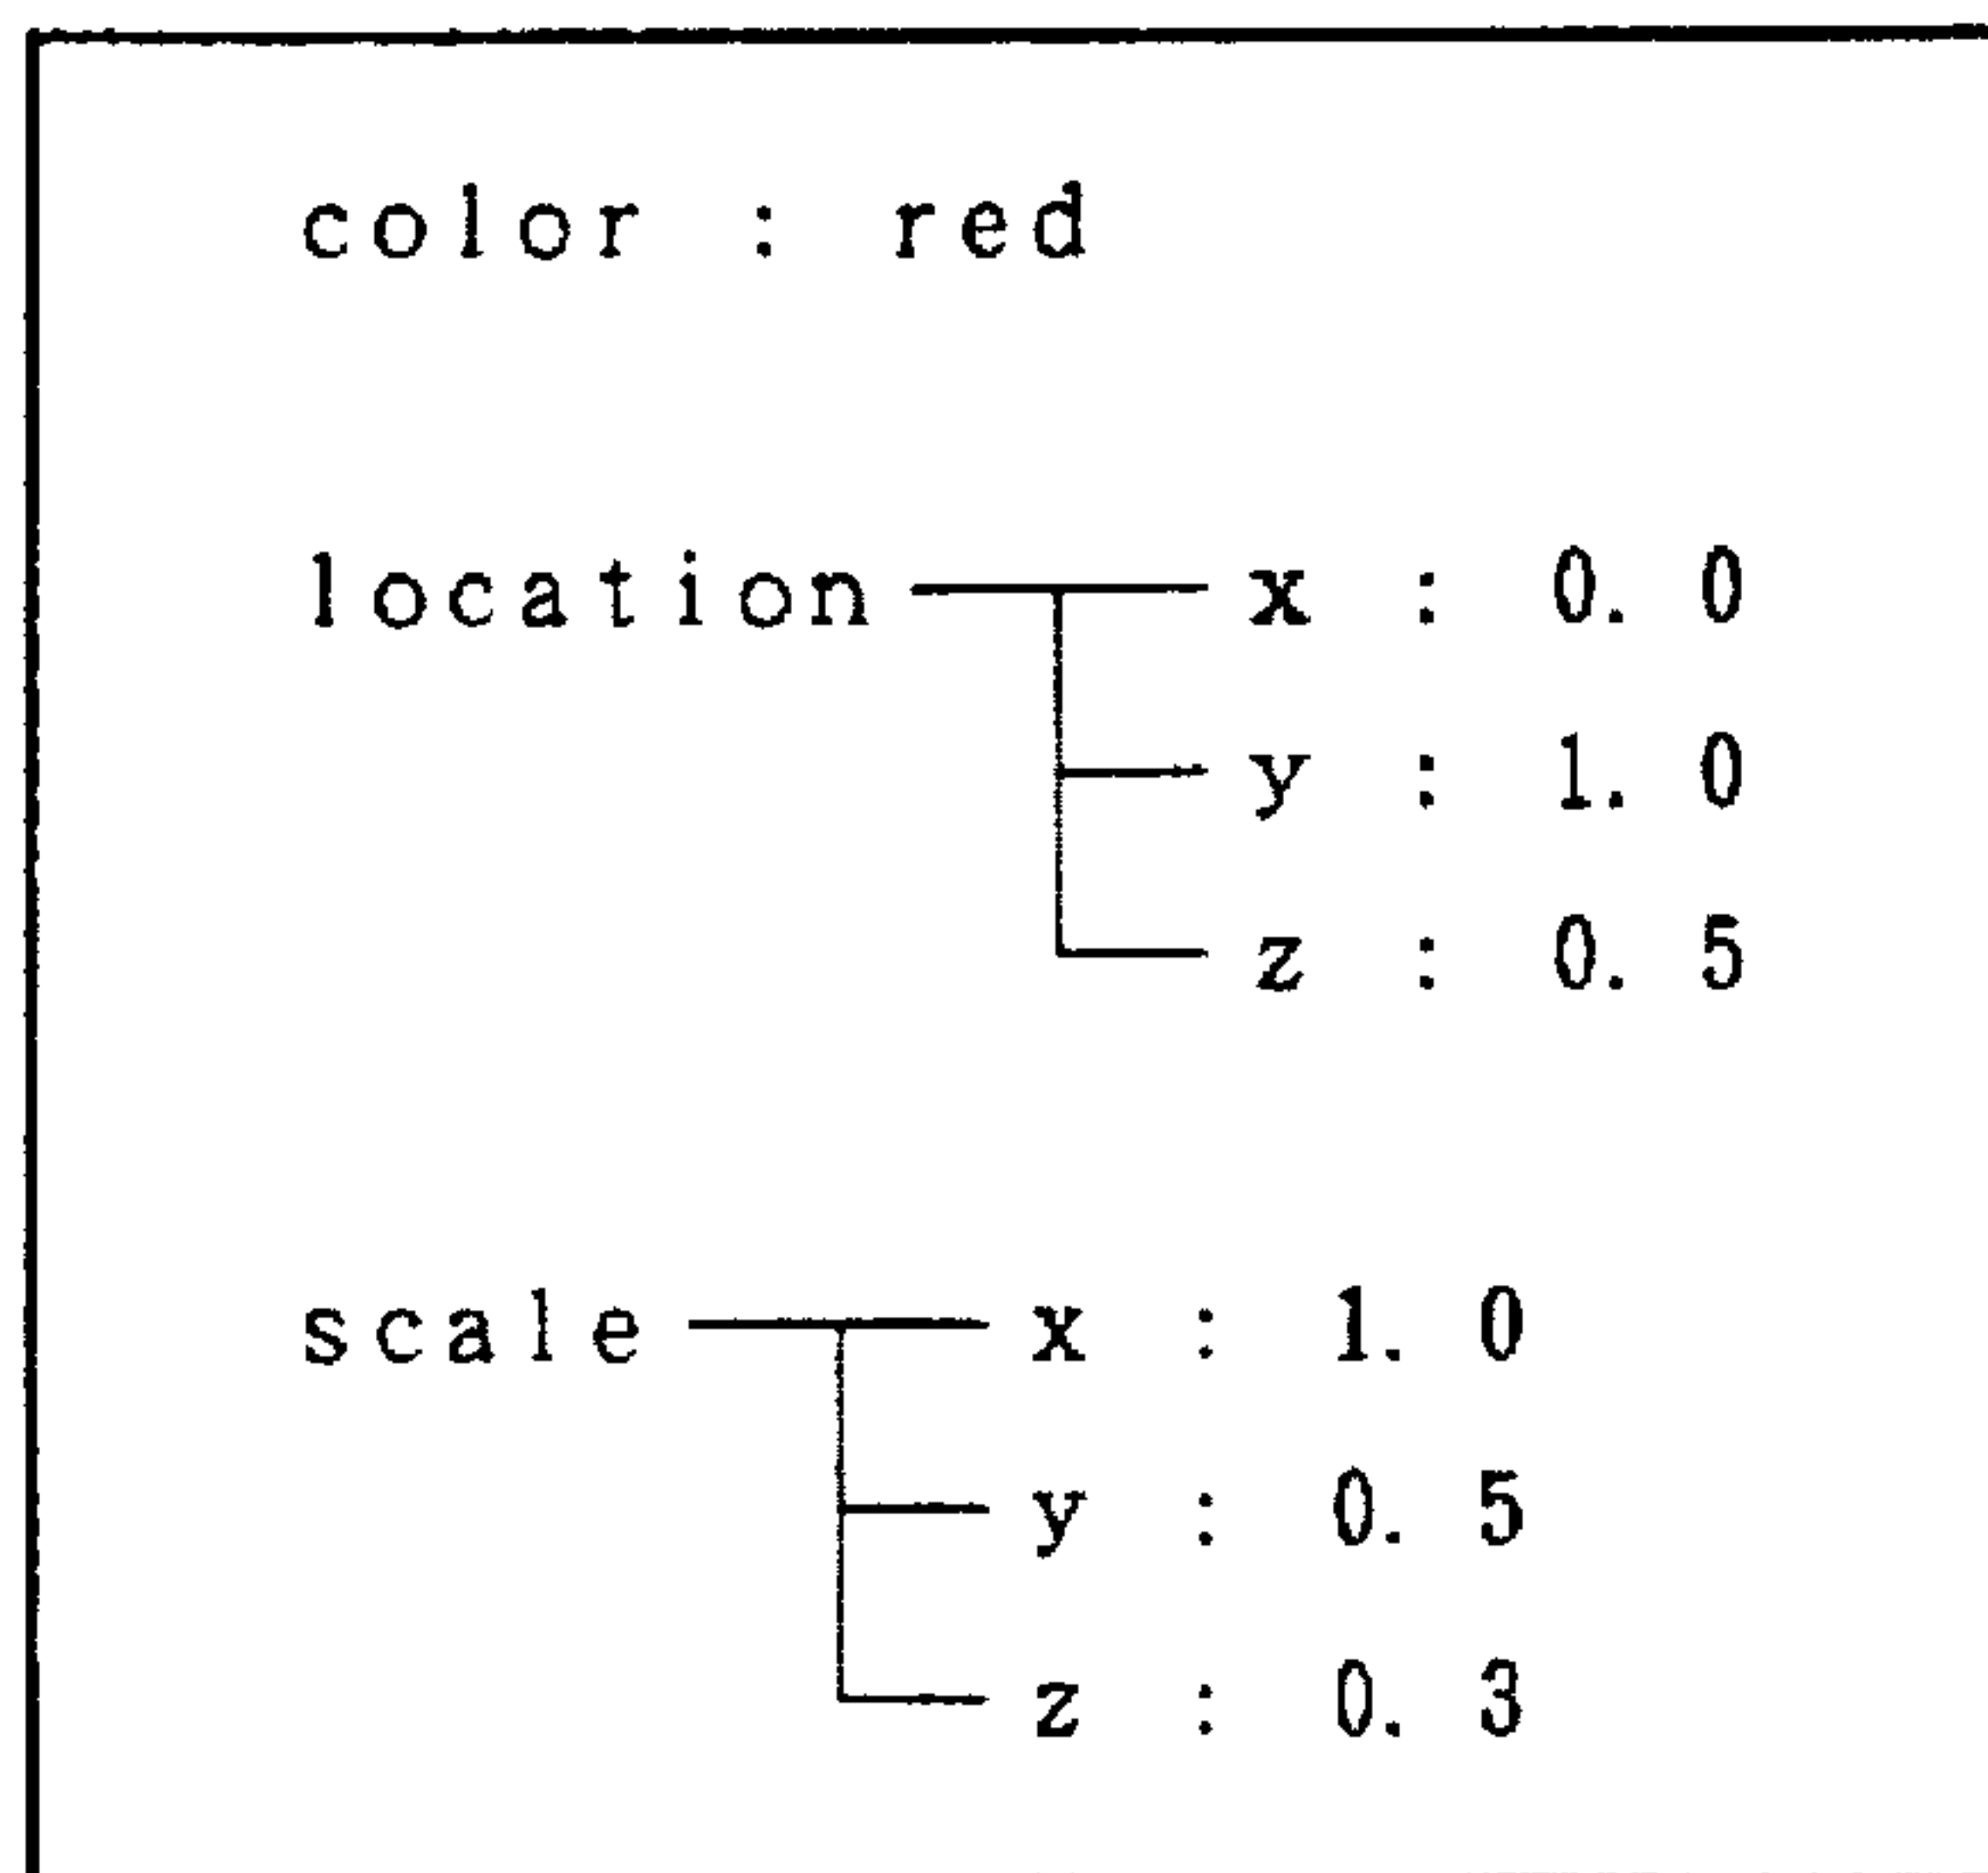 color : red
location x : 0.0
y : 1.0
z : 0.5
scale x : 1.0
y : 0.5
z : 0.3